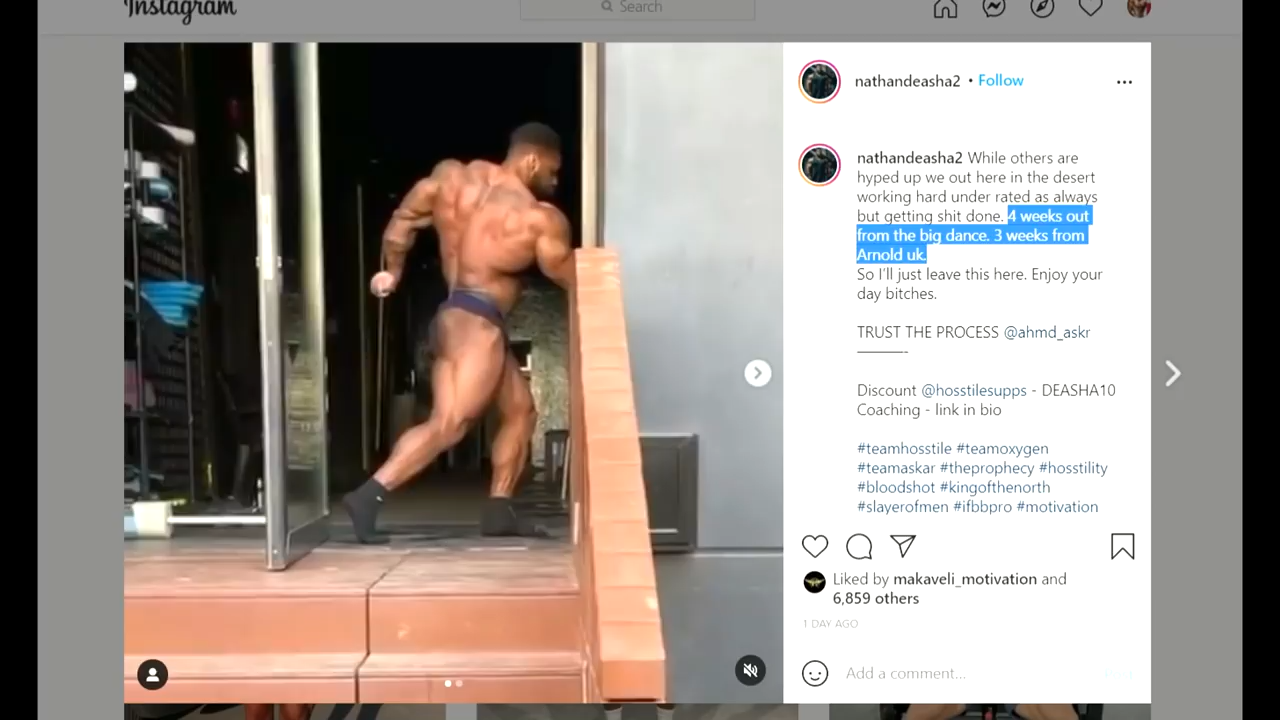 Instagram
Search
nathandeasha2 • Follow
nathandeasha2 While others are
hyped up we out here in the desert
working hard under rated as always
but getting shit done. 4 weeks out
from the big dance. 3 weeks from
Arnold uk.
So I'll just leave this here. Enjoy your
day bitches.
TRUST THE PROCESS @ahmd_askr
————-
Discount @hosstilesupps - DEASHA10
Coaching - link in bio
#teamhosstile #teamoxygen
#teamaskar #theprophecy #hosstility
#bloodshot #kingofthenorth
#slayerofmen #ifbbpro #motivation
Liked by makaveli_motivation and
6,859 others
1 DAY AGO
Add a comment...
Post